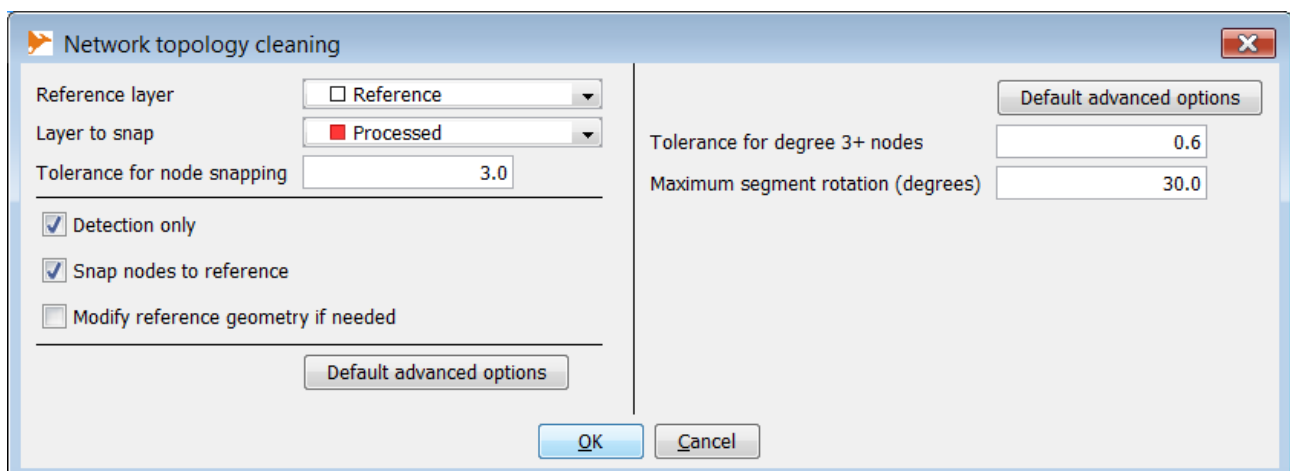 Network topology cleaning
Reference layer
Reference
Layer to snap
Processed
Tolerance for node snapping
3.0
Detection only
Snap nodes to reference
Modify reference geometry if needed
Default advanced options
Default advanced options
Tolerance for degree 3+ nodes
0.6
Maximum segment rotation (degrees)
30.0
OK
Cancel